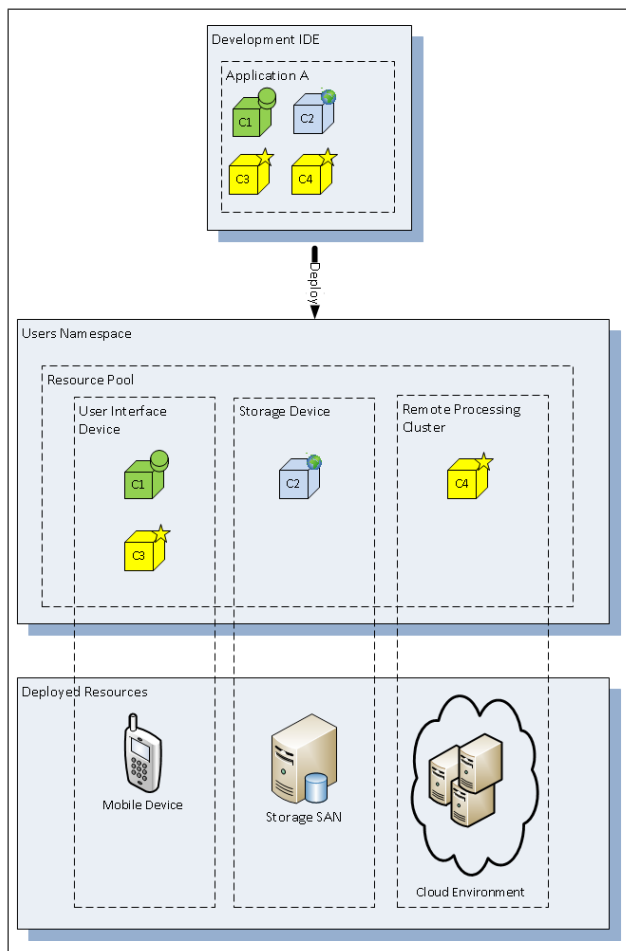 Development IDE
Application A
C1
C2
C3
C4
Deploy
Users Namespace
Resource Pool
User Interface
Device
Storage Device
Remote Processing
Cluster
C1
C2
C4
C3
Deployed Resources
Mobile Device
Storage SAN
Cloud Environment